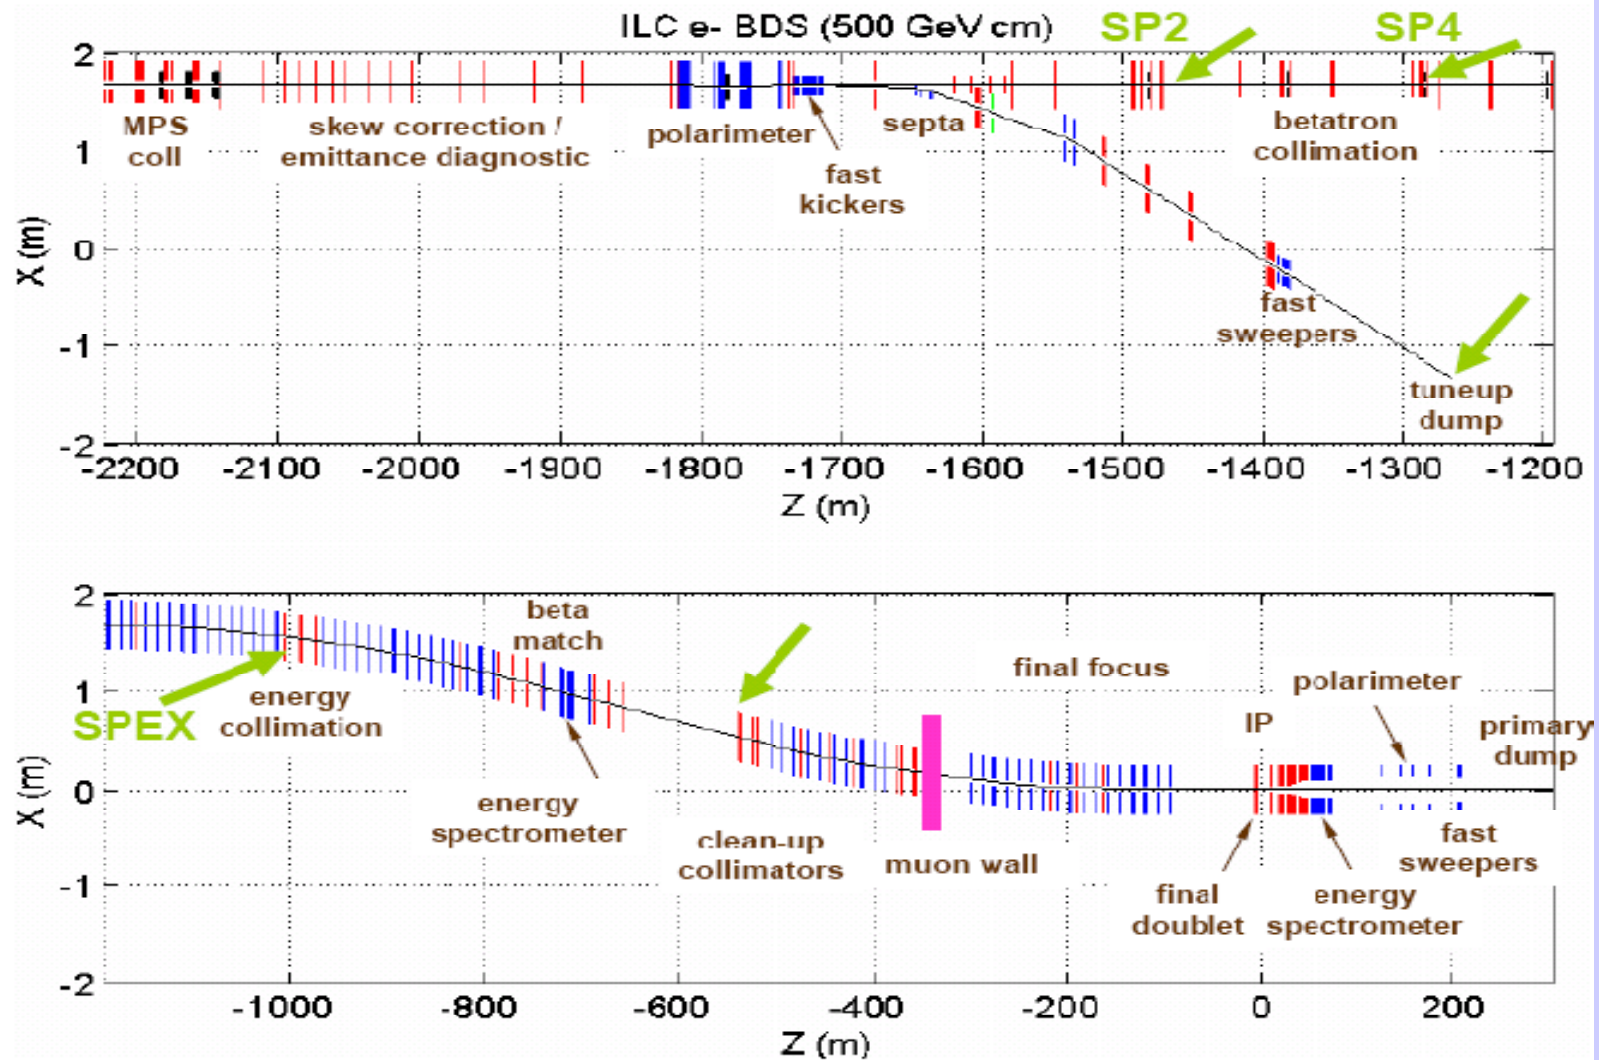 ILC e- BDS (500 GeV cm)
SP2
SP4
2
1
0
-1
-2
X (m)
MPS
coll
skew correction /
emittance diagnostic
polarimeter
fast
kickers
septa
betatron
collimation
fast
sweepers
tuneup
dump
-2200 -2100 -2000 -1900 -1800 -1700 -1600 -1500 -1400 -1300 -1200
Z (m)
2
1
0
-1
-2
X (m)
SPEX
energy
collimation
beta
match
energy
spectrometer
clean-up
collimators
muon wall
final focus
IP
polarimeter
primary
dump
fast
sweepers
final
doublet
energy
spectrometer
-1000 -800 -600 -400 -200 0 200
Z (m)